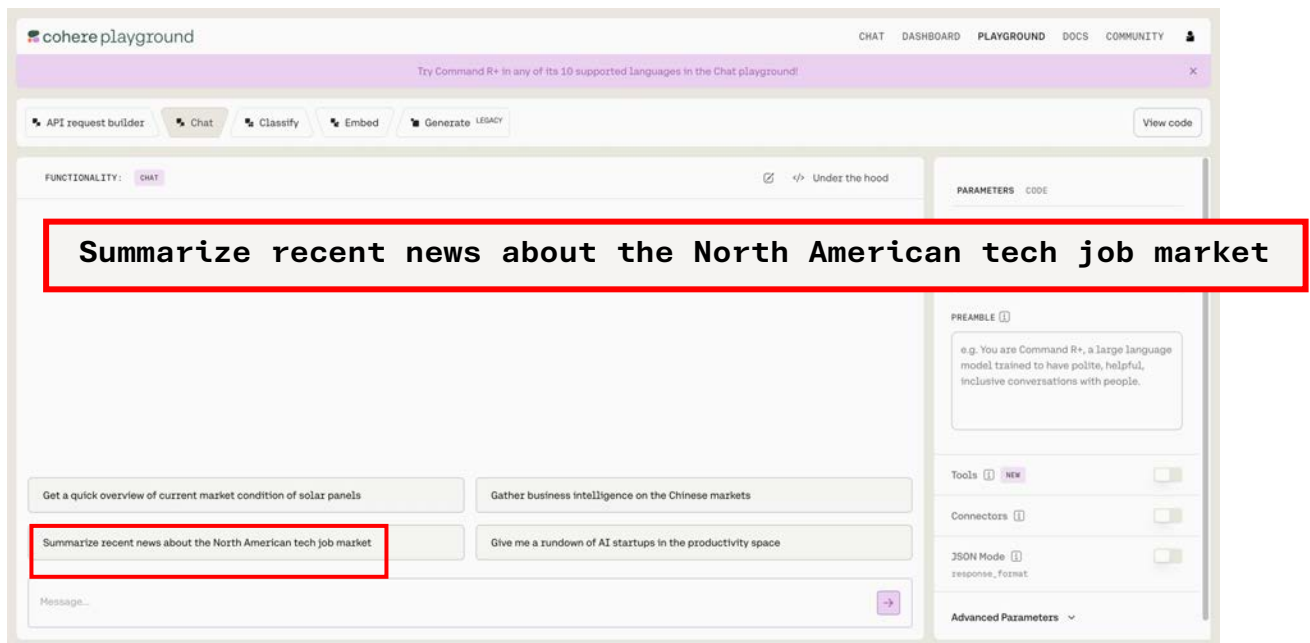 cohere playground
CHAT DASHBOARD PLAYGROUND DOCS COMMUNITY
Try Command R+ in any of its 10 supported languages in the Chat playground!
API request builder Chat Classify Embed Generate LEGACY View code
FUNCTIONALITY: CHAT </> Under the hood
PARAMETERS CODE
Summarize recent news about the North American tech job market
PREAMBLE
e.g. You are Command R+, a large language
model trained to have polite, helpful,
inclusive conversations with people.
Tools NEW
Get a quick overview of current market condition of solar panels
Gather business intelligence on the Chinese markets
Connectors
Summarize recent news about the North American tech job market
Give me a rundown of AI startups in the productivity space
JSON Mode
response_format
Message...
Advanced Parameters